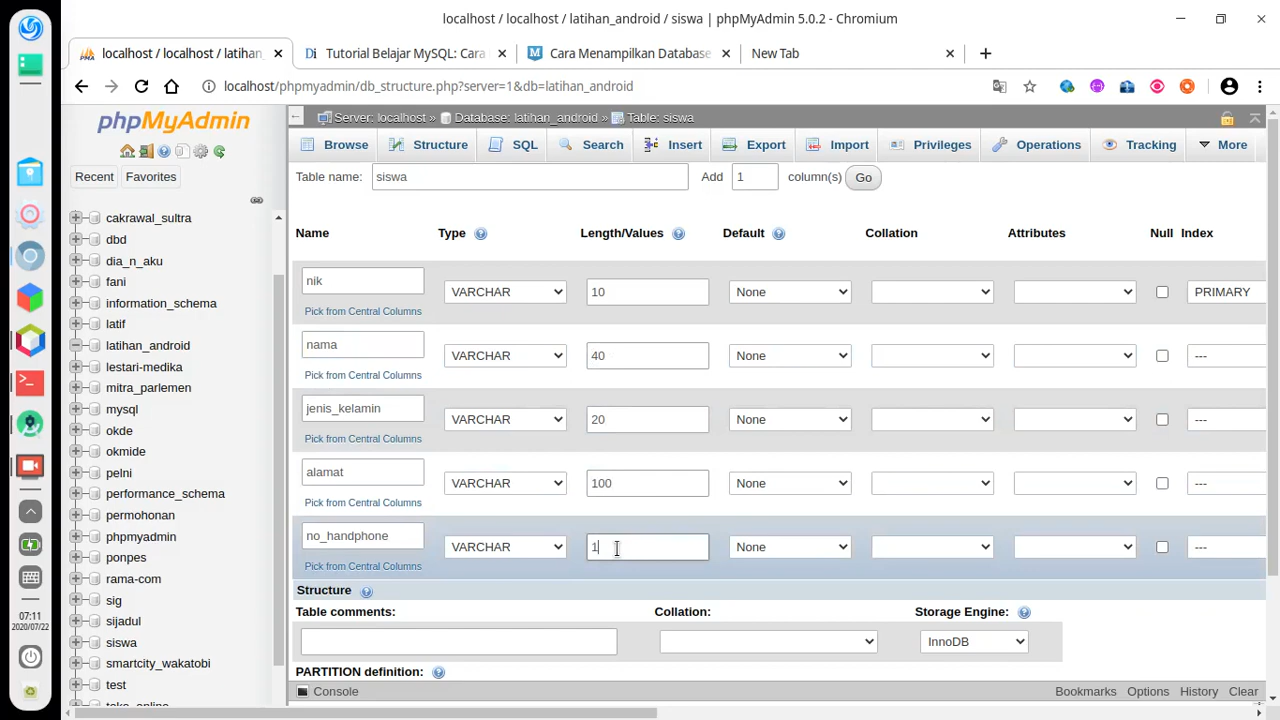 localhost / localhost / latihan_android / siswa | phpMyAdmin 5.0.2 - Chromium
localhost / localhost / latihan_
Tutorial Belajar MySQL: Cara
Cara Menampilkan Database
New Tab
localhost/phpmyadmin/db_structure.php?server=1&db=latihan_android
phpMyAdmin
Recent
Favorites
cakrawal_sultra
dbd
dia_n_aku
fani
information_schema
latif
latihan_android
lestari-medika
mitra_parlemen
mysql
okde
okmide
pelni
performance_schema
permohonan
phpmyadmin
ponpes
rama-com
sig
sijadul
siswa
smartcity_wakatobi
test
toko_online
07:11
2020/07/22
Server: localhost » Database: latihan_android » Table: siswa
Browse Structure SQL Search Insert Export Import Privileges Operations Tracking More
Table name: siswa Add 1 column(s) Go
Name Type Length/Values Default Collation Attributes Null Index
nik VARCHAR 10 None PRIMARY
Pick from Central Columns
nama VARCHAR 40 None ---
Pick from Central Columns
jenis_kelamin VARCHAR 20 None ---
Pick from Central Columns
alamat VARCHAR 100 None ---
Pick from Central Columns
no_handphone VARCHAR 1 None ---
Pick from Central Columns
Structure
Table comments: Collation: Storage Engine:
InnoDB
PARTITION definition:
Console
Bookmarks Options History Clear